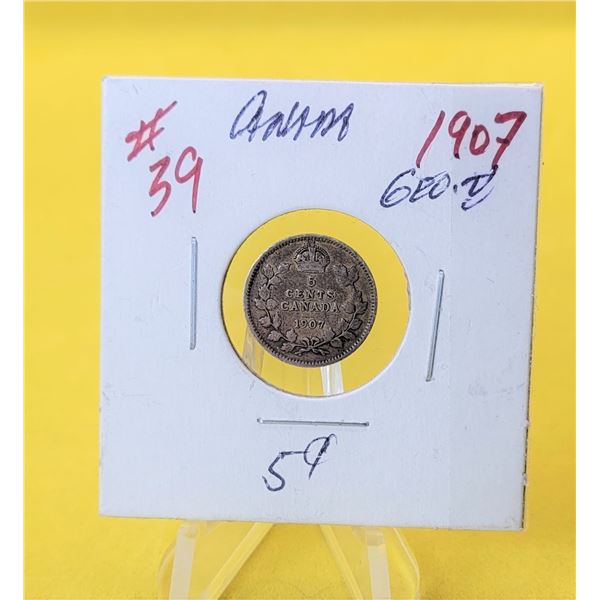 # Canada 1907
39 GEO. V
5
CENTS
CANADA
1907
5¢